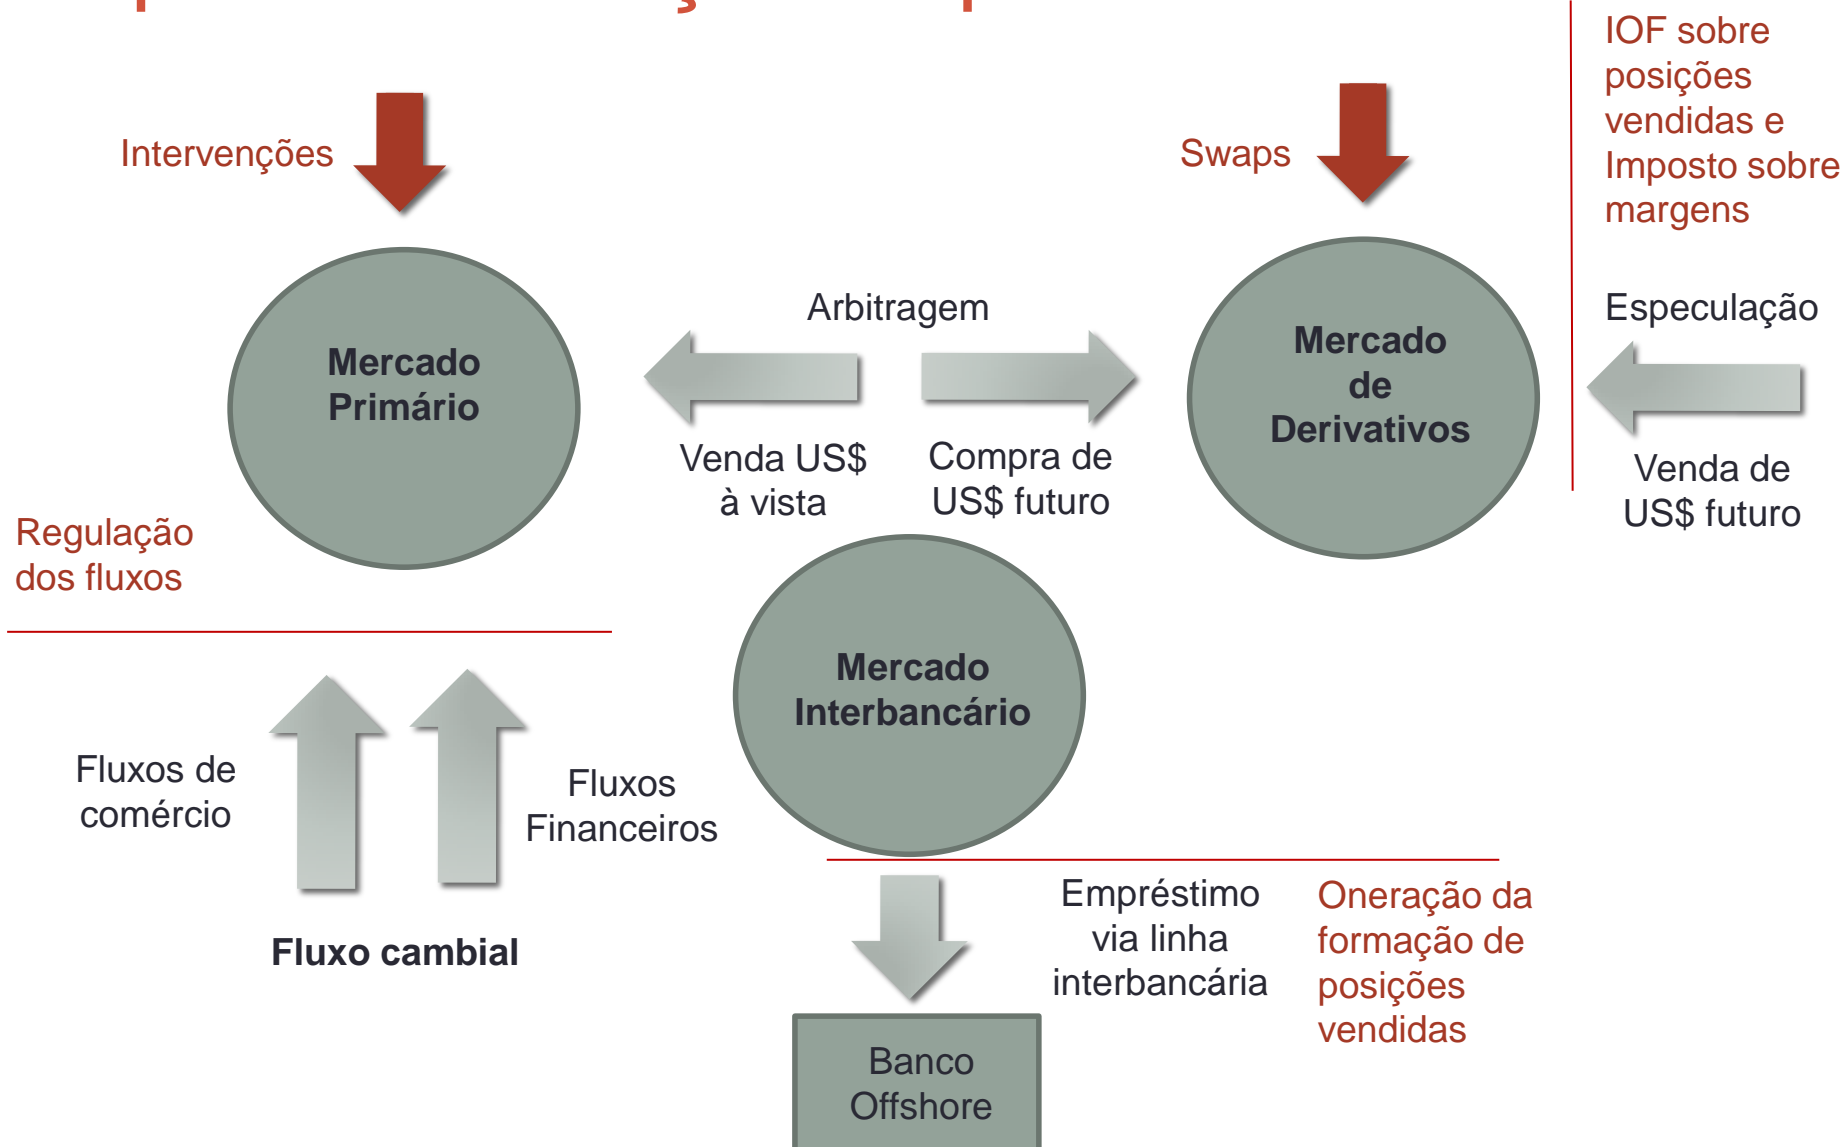 IOF sobre
posições
vendidas e
Imposto sobre
margens
Intervenções
Swaps
Arbitragem
Especulação
Mercado
Primário
Mercado
de
Derivativos
Venda US$
à vista
Compra de
US$ futuro
Venda de
US$ futuro
Regulação
dos fluxos
Mercado
Interbancário
Fluxos de
comércio
Fluxos
Financeiros
Fluxo cambial
Empréstimo
via linha
interbancária
Oneração da
formação de
posições
vendidas
Banco
Offshore